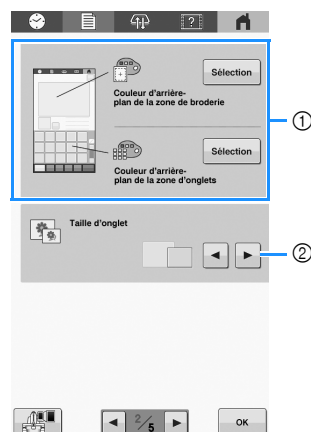 ?
Sélection
Couleur d'arrière-
plan de la zone de broderie
Sélection
Couleur d'arrière-
plan de la zone d'onglets
①
Taille d'onglet
②
2/5
OK